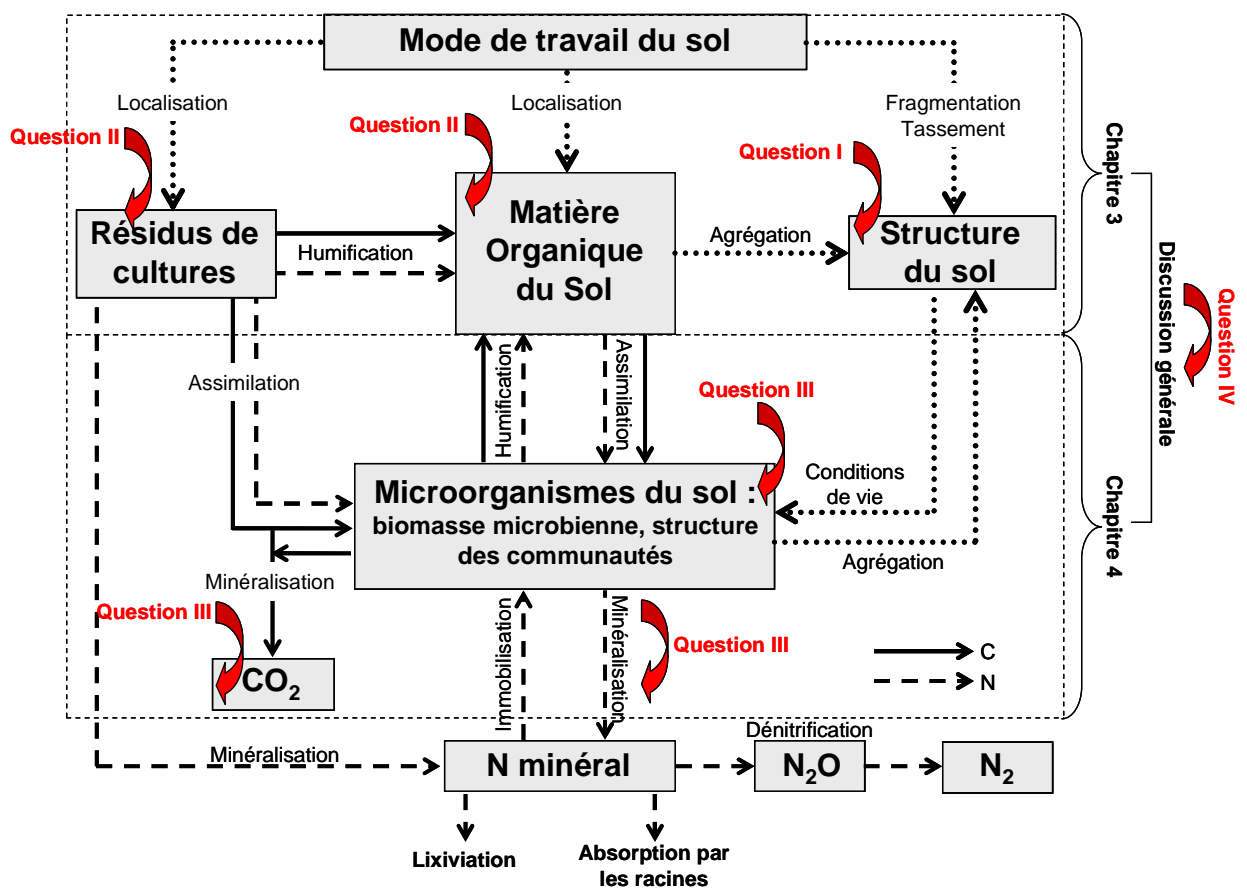 Mode de travail du sol
Localisation
Localisation
Fragmentation
Tassement
Question II
Question II
Question I
Résidus de
cultures
Humification
Matière
Organique
du Sol
Agrégation
Structure
du sol
Chapitre 3
Assimilation
Humification
Assimilation
Question III
Conditions
de vie
Microorganismes du sol :
biomasse microbienne, structure
des communautés
Agrégation
Minéralisation
Question III
CO₂
Immobilisation
Minéralisation
Question III
C
N
Chapitre 4
Discussion générale
Question IV
Minéralisation
N minéral
Dénitrification
N₂O
N₂
Lixiviation
Absorption par
les racines